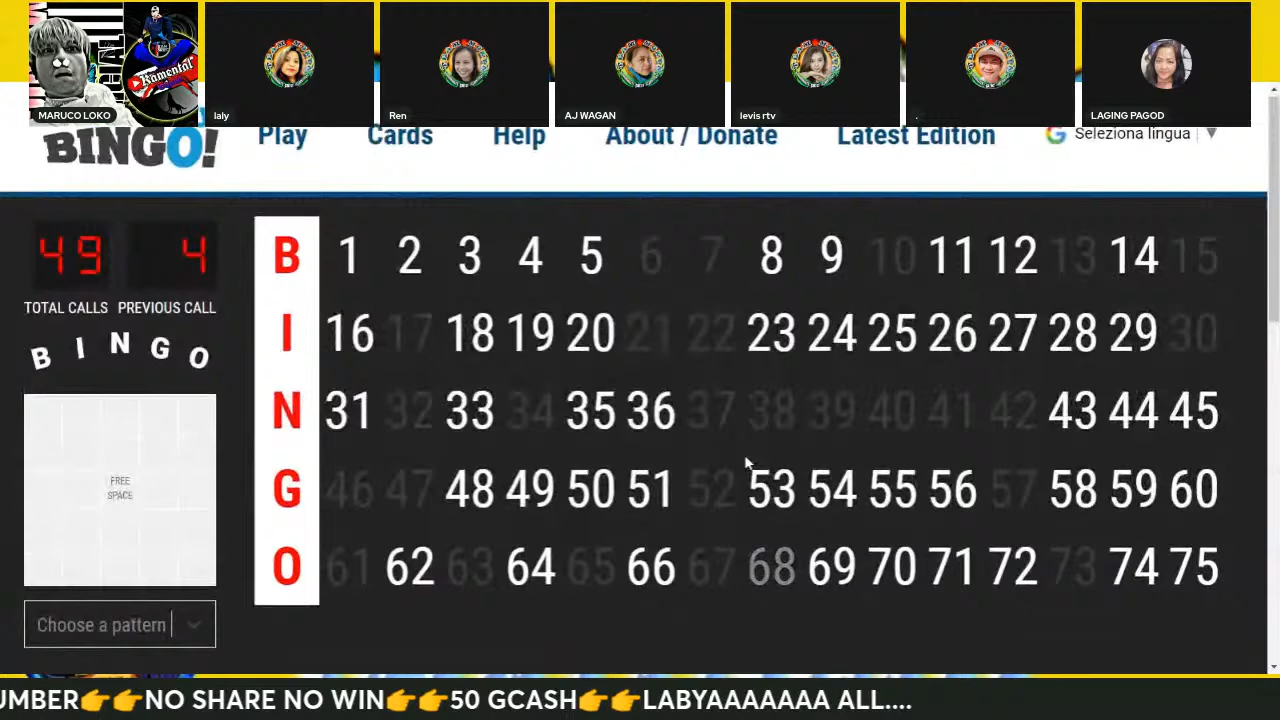 MARUCO LOKO
laly
Ren
AJ WAGAN
levis rtv
.
LAGING PAGOD
Kamental
BINGO!
Play
Cards
Help
About / Donate
Latest Edition
Seleziona lingua ▼
49 4
TOTAL CALLS PREVIOUS CALL
B I N G O
FREE
SPACE
Choose a pattern
B 1 2 3 4 5 6 7 8 9 10 11 12 13 14 15
I 16 17 18 19 20 21 22 23 24 25 26 27 28 29 30
N 31 32 33 34 35 36 37 38 39 40 41 42 43 44 45
G 46 47 48 49 50 51 52 53 54 55 56 57 58 59 60
O 61 62 63 64 65 66 67 68 69 70 71 72 73 74 75
UMBER👉👉NO SHARE NO WIN👉👉50 GCASH👉👉LABYAAAAAAA ALL....